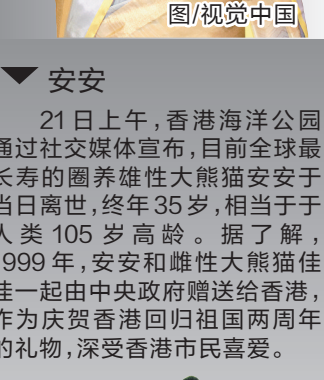 图/视觉中国
安安
21日上午,香港海洋公园
通过社交媒体宣布,目前全球最
长寿的圈养雄性大熊猫安安于
当日离世,终年35岁,相当于于
人类105岁高龄。据了解,
1999年,安安和雌性大熊猫佳
佳一起由中央政府赠送给香港,
作为庆贺香港回归祖国两周年
的礼物,深受香港市民喜爱。